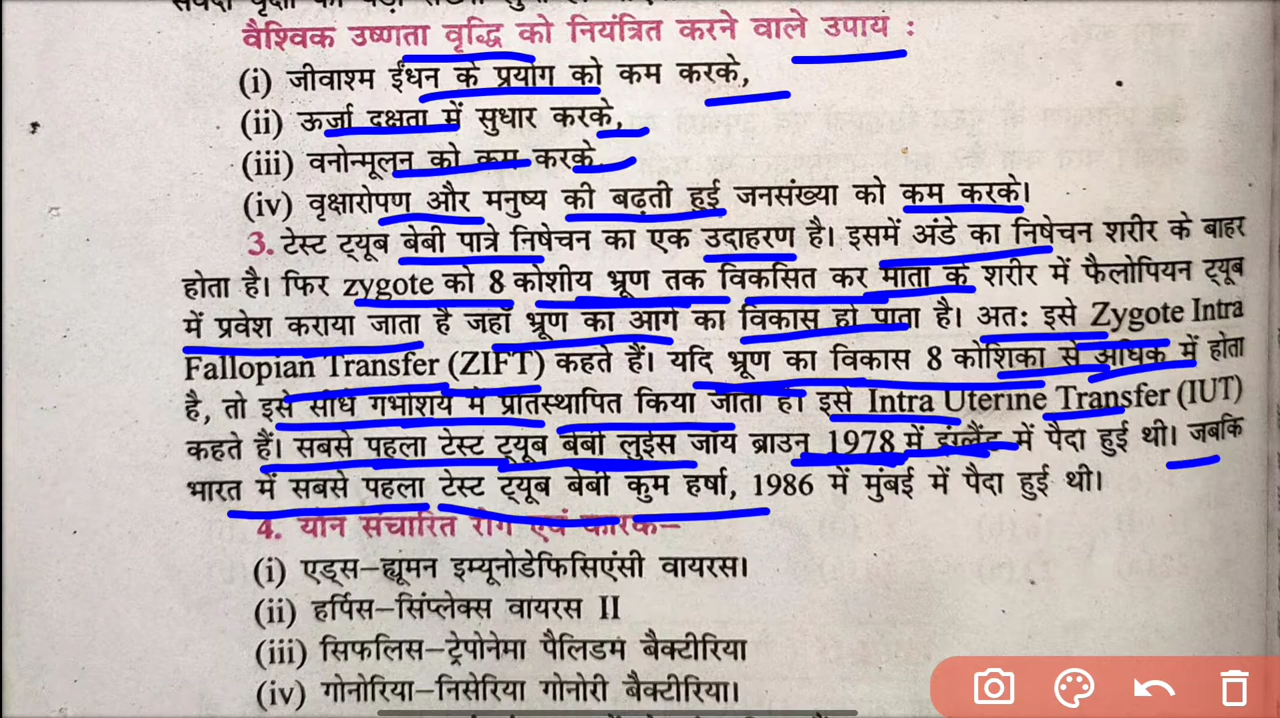 वैश्विक उष्णता वृद्धि को नियंत्रित करने वाले उपाय :
(i) जीवाश्म ईंधन के प्रयोग को कम करके,
(ii) ऊर्जा दक्षता में सुधार करके,
(iii) वनोन्मूलन को कम करके
(iv) वृक्षारोपण और मनुष्य की बढ़ती हुई जनसंख्या को कम करके।
3. टेस्ट ट्यूब बेबी पात्रे निषेचन का एक उदाहरण है। इसमें अंडे का निषेचन शरीर के बाहर
होता है। फिर zygote को 8 कोशीय भ्रूण तक विकसित कर माता के शरीर में फैलोपियन ट्यूब
में प्रवेश कराया जाता है जहाँ भ्रूण का आगे का विकास हो पाता है। अतः इसे Zygote Intra
Fallopian Transfer (ZIFT) कहते हैं। यदि भ्रूण का विकास 8 कोशिका से अधिक में होता
है, तो इसे सीधे गर्भाशय में प्रतिस्थापित किया जाता है। इसे Intra Uterine Transfer (IUT)
कहते हैं। सबसे पहला टेस्ट ट्यूब बेबी लुईस जॉय ब्राउन 1978 में इंग्लैंड में पैदा हुई थी। जबकि
भारत में सबसे पहला टेस्ट ट्यूब बेबी कुम हर्षा, 1986 में मुंबई में पैदा हुई थी।
4. यौन संचारित रोग एवं कारक–
(i) एड्स–ह्यूमन इम्यूनोडेफिसिएंसी वायरस।
(ii) हर्पिस–सिंप्लेक्स वायरस II
(iii) सिफलिस–ट्रेपोनेमा पैलिडम बैक्टीरिया
(iv) गोनोरिया–निसेरिया गोनोरी बैक्टीरिया।